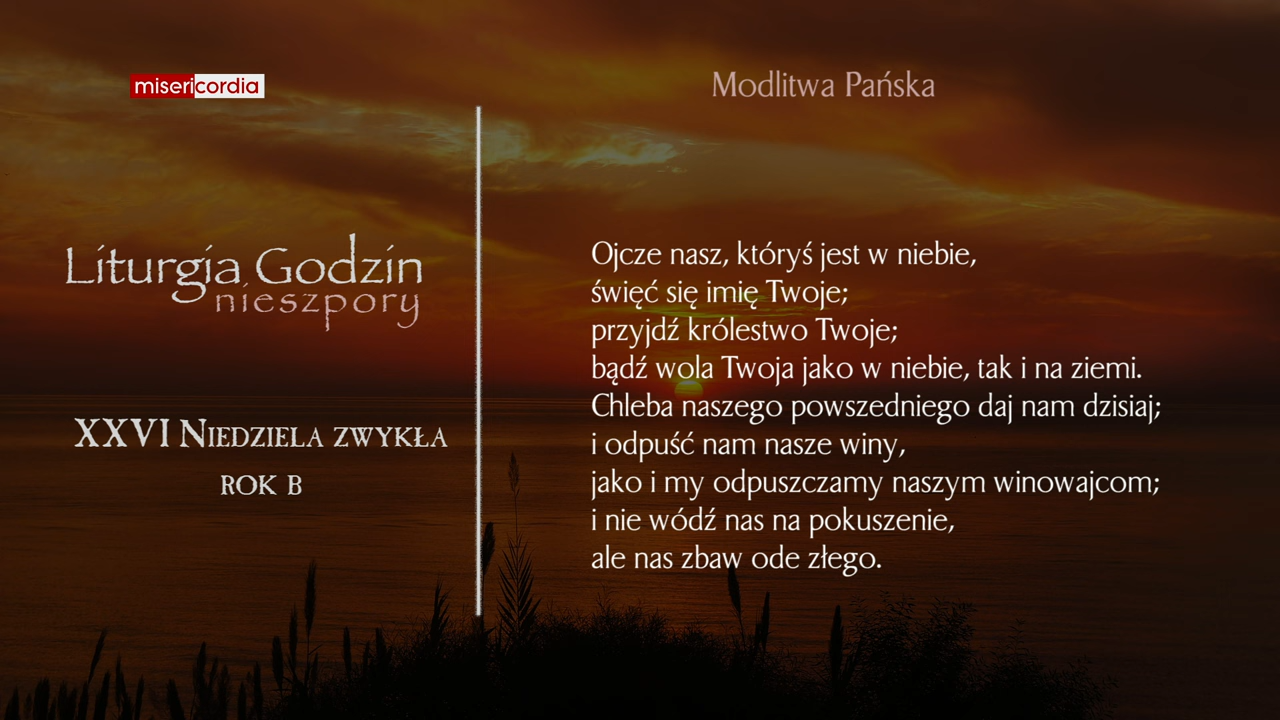 misericordia
Liturgia Godzin
nieszpory
XXVI Niedziela zwykła
rok B
Modlitwa Pańska
Ojcze nasz, któryś jest w niebie,
święć się imię Twoje;
przyjdź królestwo Twoje;
bądź wola Twoja jako w niebie, tak i na ziemi.
Chleba naszego powszedniego daj nam dzisiaj;
i odpuść nam nasze winy,
jako i my odpuszczamy naszym winowajcom;
i nie wódź nas na pokuszenie,
ale nas zbaw ode złego.